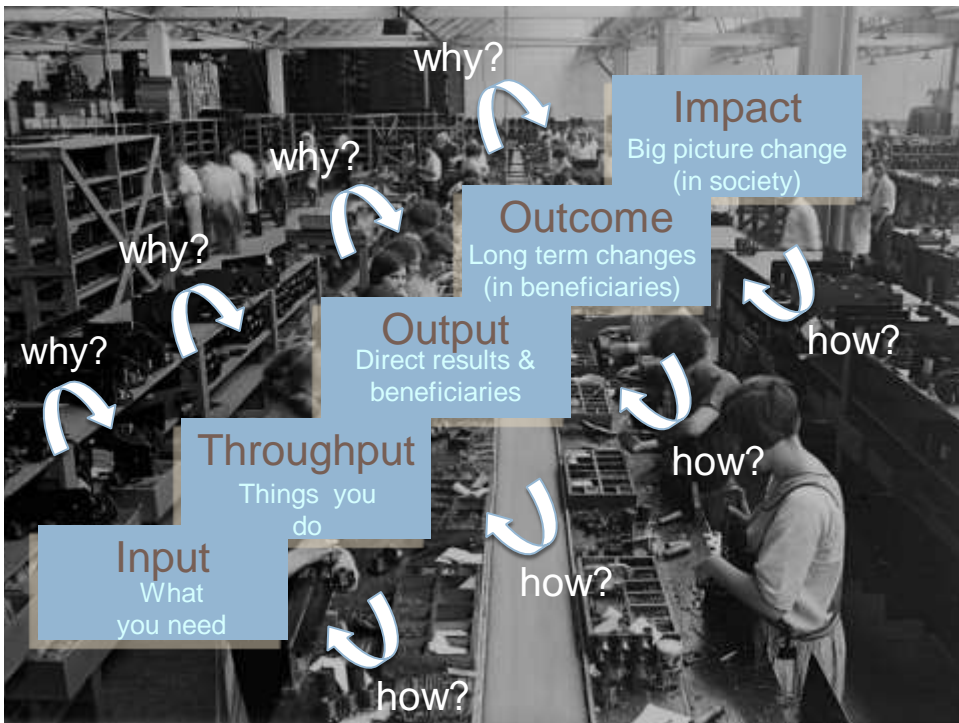 why?
Impact
Big picture change
(in society)
why?
Outcome
Long term changes
(in beneficiaries)
why?
Output
Direct results &
beneficiaries
how?
why?
Throughput
Things you
do
how?
Input
What
you need
how?
how?